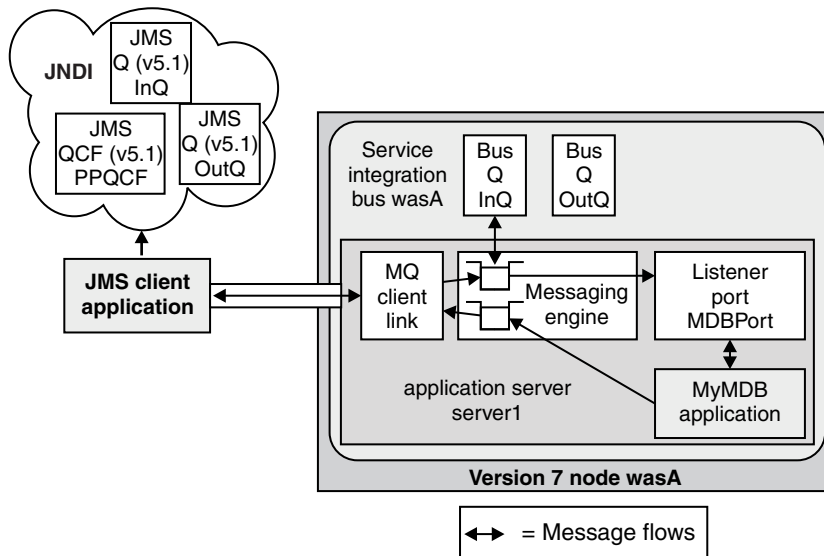 JNDI
JMS
Q (v5.1)
InQ
JMS
QCF (v5.1)
PPQCF
JMS
Q (v5.1)
OutQ
Service
integration
bus wasA
Bus
Q
InQ
Bus
Q
OutQ
JMS client
application
MQ
client
link
Messaging
engine
Listener
port
MDBPort
application server
server1
MyMDB
application
Version 7 node wasA
= Message flows